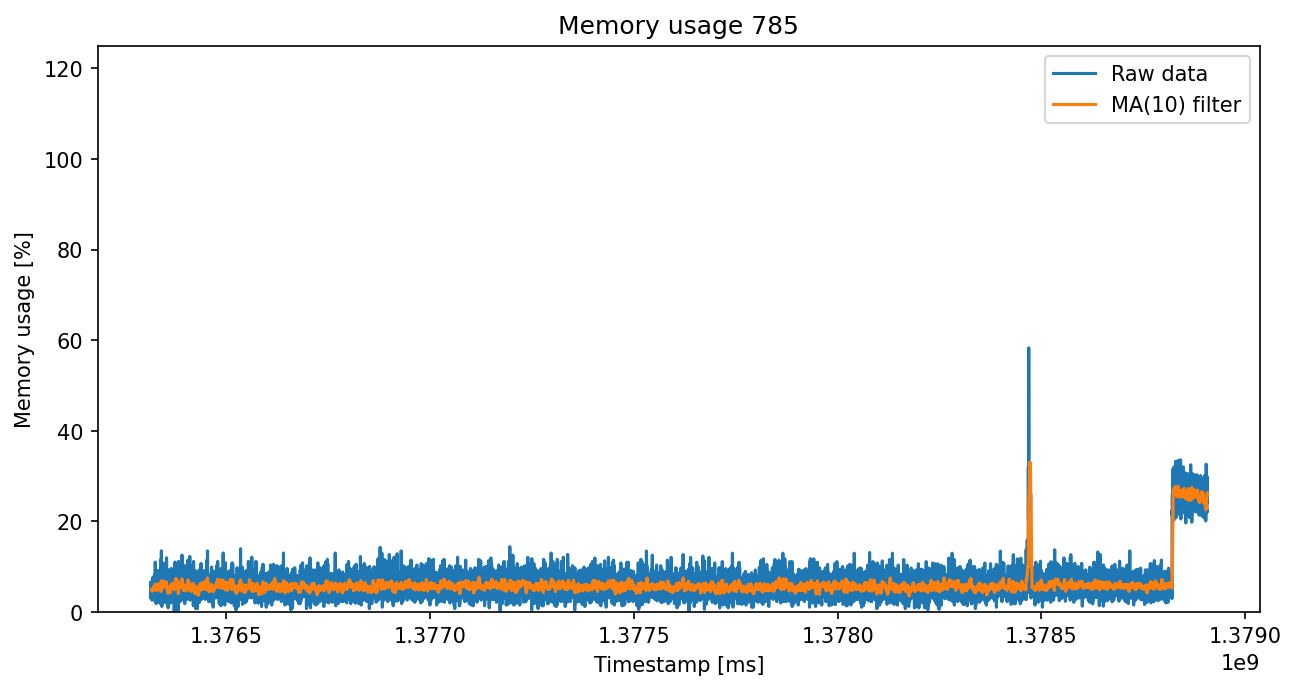 Memory usage 785
Raw data
MA(10) filter
Memory usage [%]
120
100
80
60
40
20
0
1.3765 1.3770 1.3775 1.3780 1.3785 1.3790
1e9
Timestamp [ms]